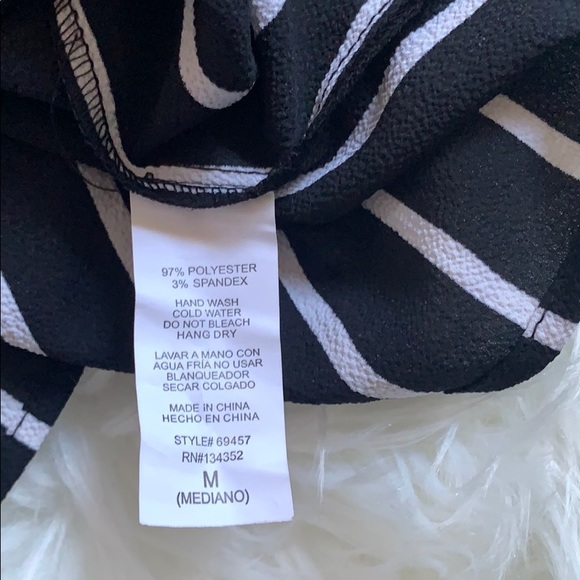 97% POLYESTER
3% SPANDEX
HAND WASH
COLD WATER
DO NOT BLEACH
HANG DRY
LAVAR A MANO CON
AGUA FRÍA NO USAR
BLANQUEADOR
SECAR COLGADO
MADE IN CHINA
HECHO EN CHINA
STYLE# 69457
RN#134352
M
(MEDIANO)